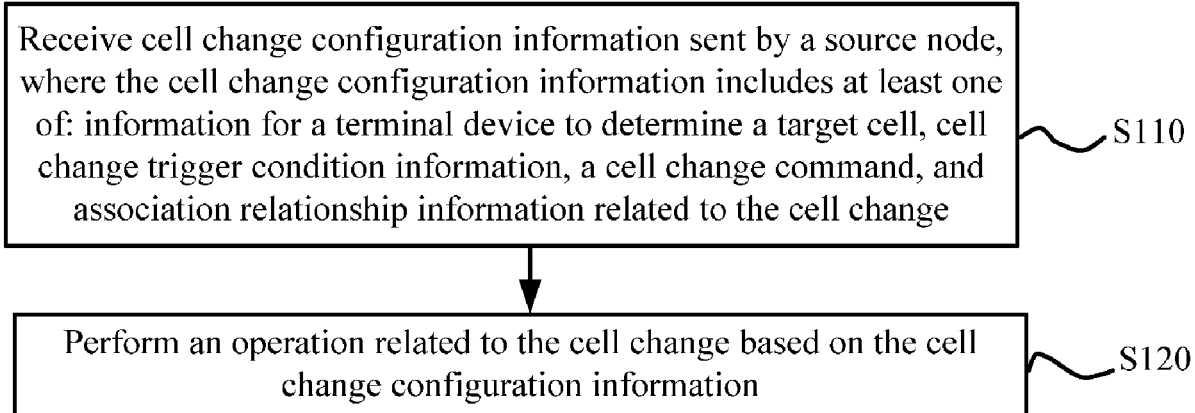 Receive cell change configuration information sent by a source node,
where the cell change configuration information includes at least one
of: information for a terminal device to determine a target cell, cell
change trigger condition information, a cell change command, and
association relationship information related to the cell change
S110
Perform an operation related to the cell change based on the cell
change configuration information
S120